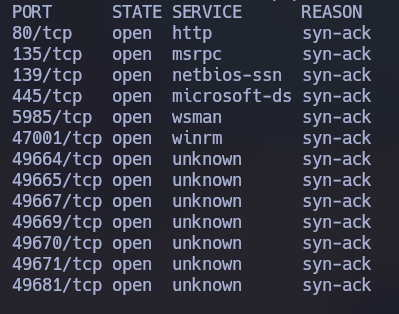 PORT STATE SERVICE REASON
80/tcp open http syn-ack
135/tcp open msrpc syn-ack
139/tcp open netbios-ssn syn-ack
445/tcp open microsoft-ds syn-ack
5985/tcp open wsman syn-ack
47001/tcp open winrm syn-ack
49664/tcp open unknown syn-ack
49665/tcp open unknown syn-ack
49667/tcp open unknown syn-ack
49669/tcp open unknown syn-ack
49670/tcp open unknown syn-ack
49671/tcp open unknown syn-ack
49681/tcp open unknown syn-ack